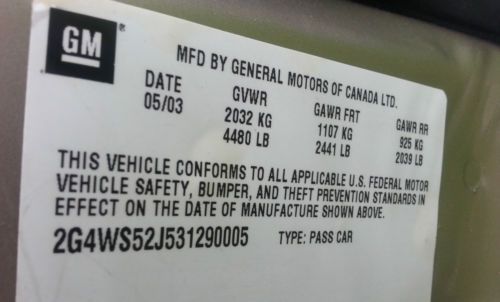 GM
MFD BY GENERAL MOTORS OF CANADA LTD.
DATE GVWR GAWR FRT GAWR RR
05/03 2032 KG 1107 KG 925 KG
4480 LB 2441 LB 2039 LB
THIS VEHICLE CONFORMS TO ALL APPLICABLE U.S. FEDERAL MOTOR
VEHICLE SAFETY, BUMPER, AND THEFT PREVENTION STANDARDS IN
EFFECT ON THE DATE OF MANUFACTURE SHOWN ABOVE.
2G4WS52J531290005 TYPE: PASS CAR